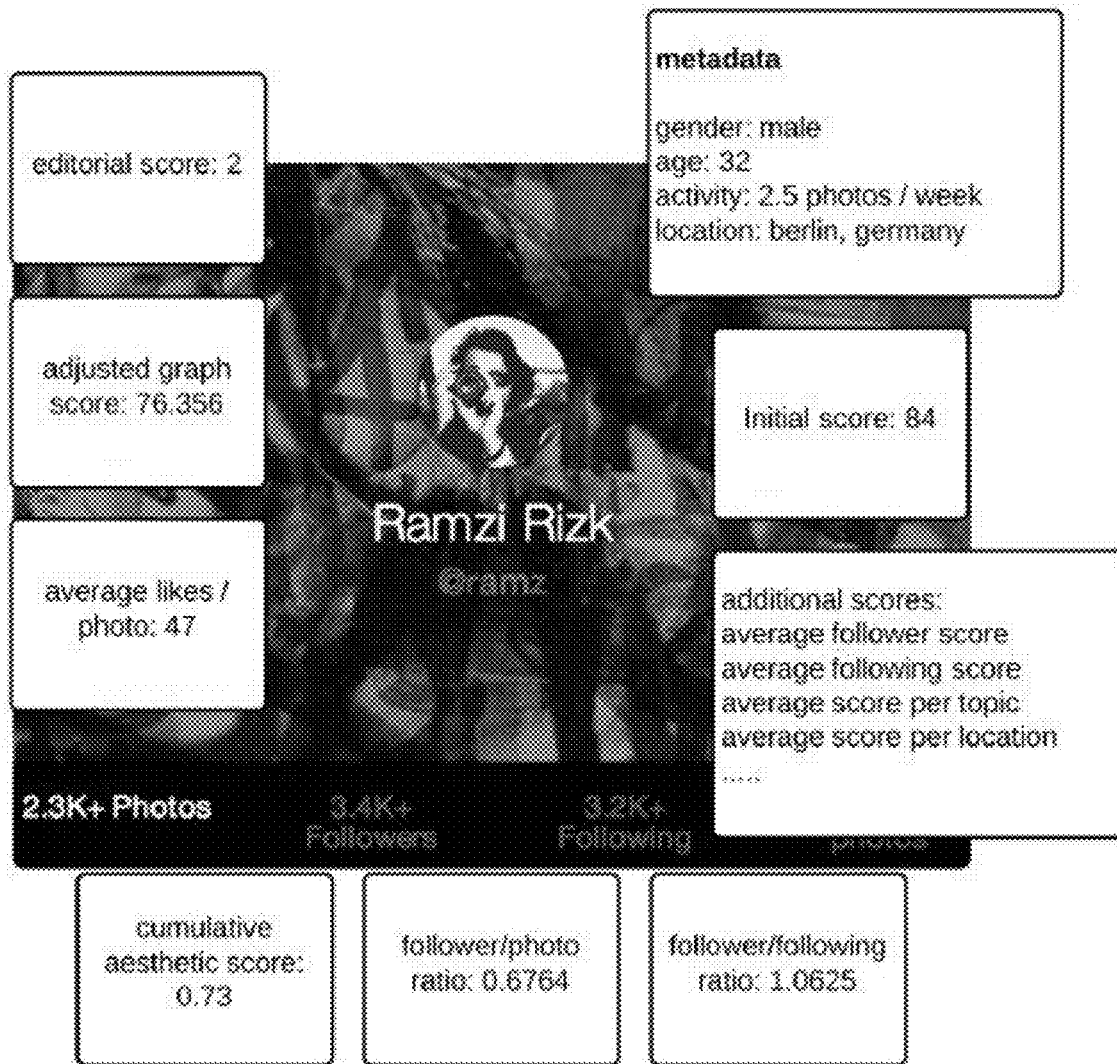 metadata
gender: male
age: 32
activity: 2.5 photos / week
location: berlin, germany
editorial score: 2
adjusted graph
score: 76.356
Initial score: 84
average likes /
photo: 47
Ramzi Rizk
@ramz
additional scores:
average follower score
average following score
average score per topic
average score per location
.....
2.3K+ Photos
3.4K+
Followers
3.2K+
Following
photos
cumulative
aesthetic score:
0.73
follower/photo
ratio: 0.6764
follower/following
ratio: 1.0625